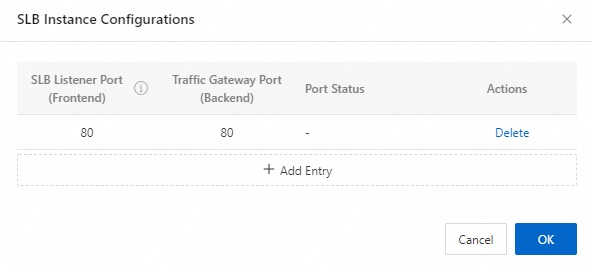 SLB Instance Configurations
SLB Listener Port
(Frontend)
Traffic Gateway Port
(Backend)
Port Status
Actions
80
80
-
Delete
+ Add Entry
Cancel
OK